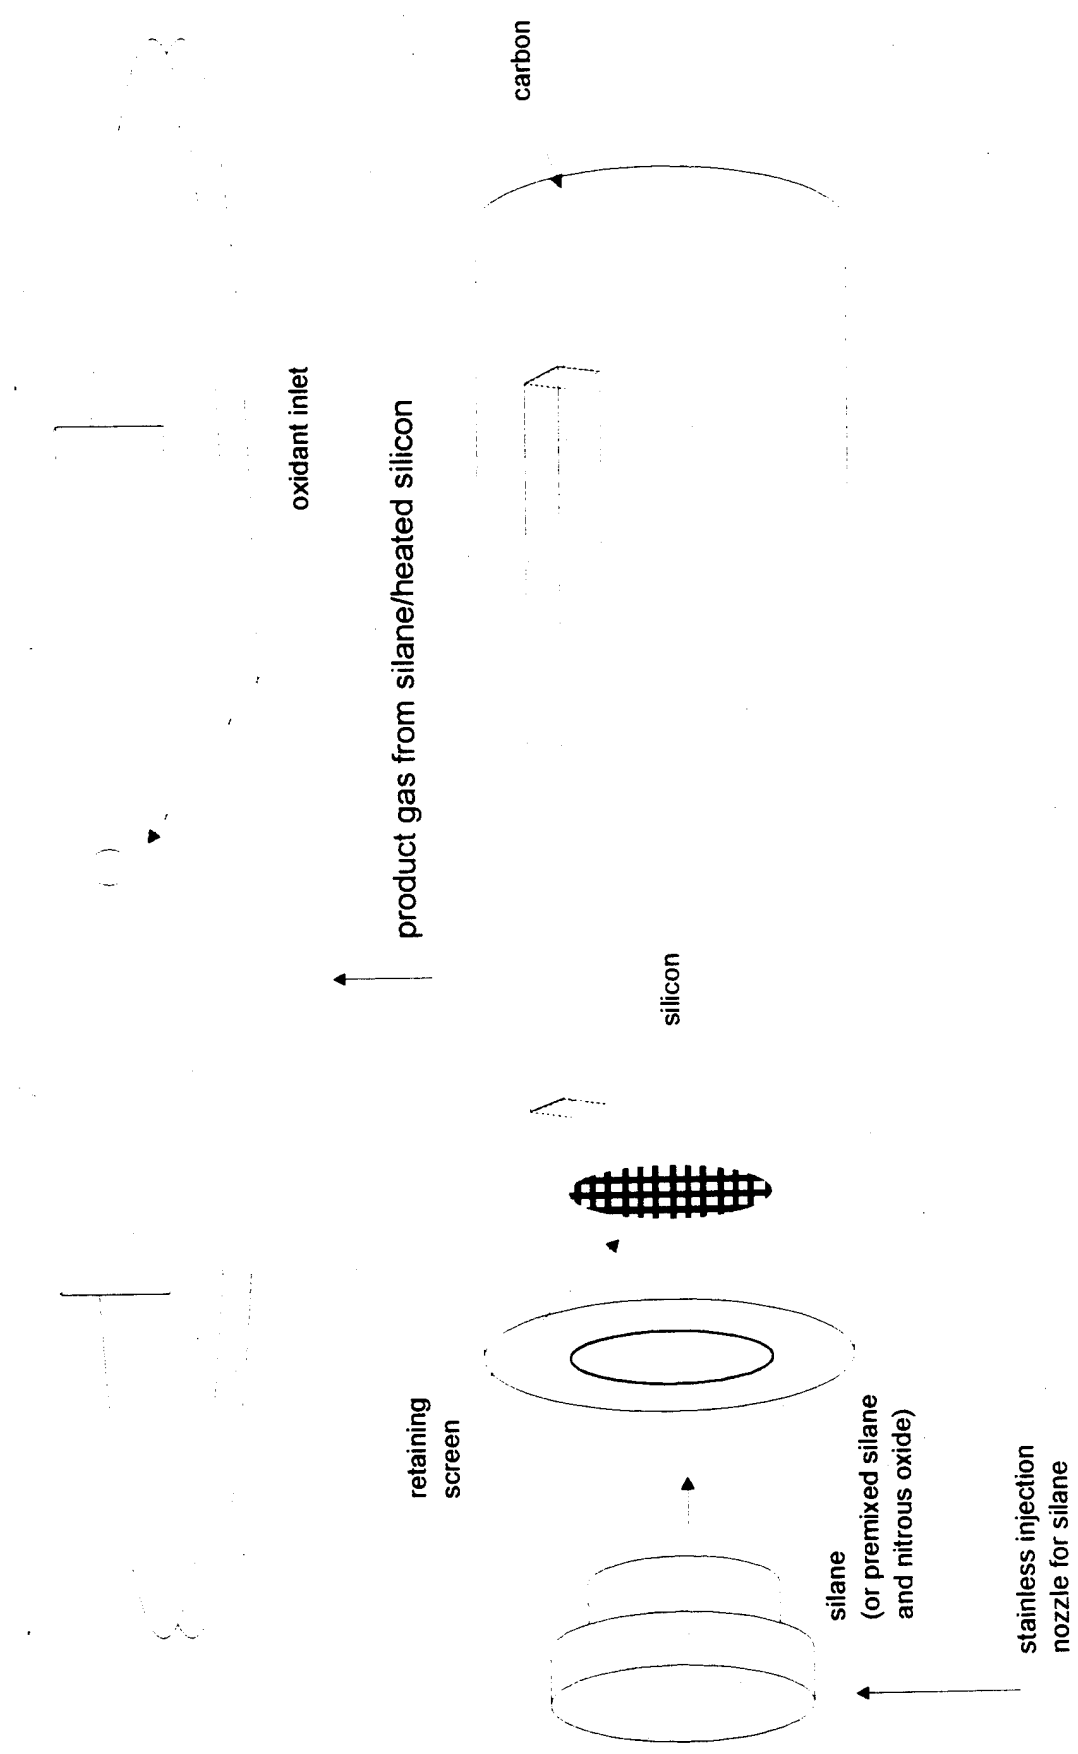 oxidant inlet
carbon
product gas from silane/heated silicon
silicon
retaining
screen
silane
(or premixed silane
and nitrous oxide)
stainless injection
nozzle for silane